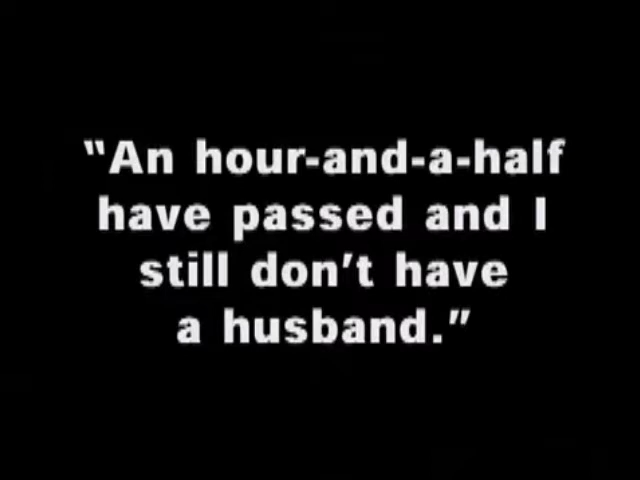 “An hour-and-a-half
have passed and I
still don’t have
a husband.”